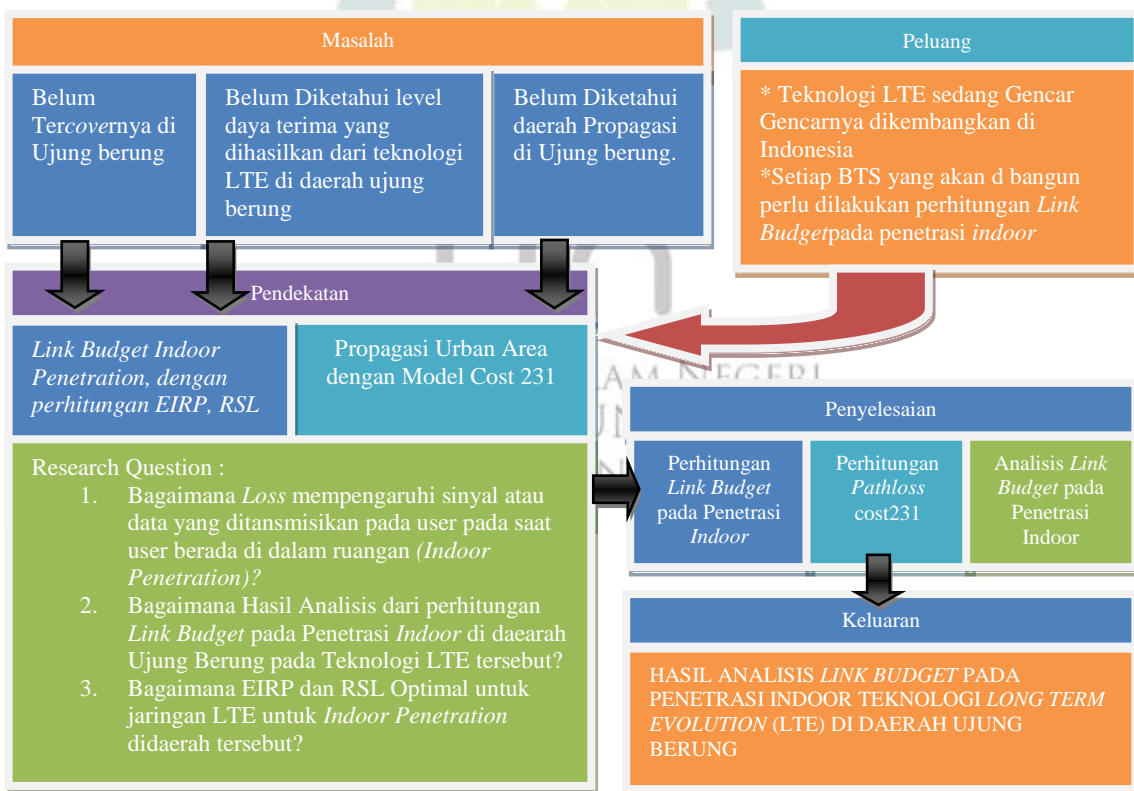 Masalah
Belum
Tercovernya di
Ujung berung
Belum Diketahui level
daya terima yang
dihasilkan dari teknologi
LTE di daerah ujung
berung
Belum Diketahui
daerah Propagasi
di Ujung berung.
Peluang
* Teknologi LTE sedang Gencar
Gencarnya dikembangkan di
Indonesia
*Setiap BTS yang akan d bangun
perlu dilakukan perhitungan Link
Budgetpada penetrasi indoor
Pendekatan
Link Budget Indoor
Penetration, dengan
perhitungan EIRP, RSL
Propagasi Urban Area
dengan Model Cost 231
Research Question :
1. Bagaimana Loss mempengaruhi sinyal atau
data yang ditansmisikan pada user pada saat
user berada di dalam ruangan (Indoor
Penetration)?
2. Bagaimana Hasil Analisis dari perhitungan
Link Budget pada Penetrasi Indoor di daearah
Ujung Berung pada Teknologi LTE tersebut?
3. Bagaimana EIRP dan RSL Optimal untuk
jaringan LTE untuk Indoor Penetration
didaerah tersebut?
Penyelesaian
Perhitungan
Link Budget
pada Penetrasi
Indoor
Perhitungan
Pathloss
cost231
Analisis Link
Budget pada
Penetrasi
Indoor
Keluaran
HASIL ANALISIS LINK BUDGET PADA
PENETRASI INDOOR TEKNOLOGI LONG TERM
EVOLUTION (LTE) DI DAERAH UJUNG
BERUNG